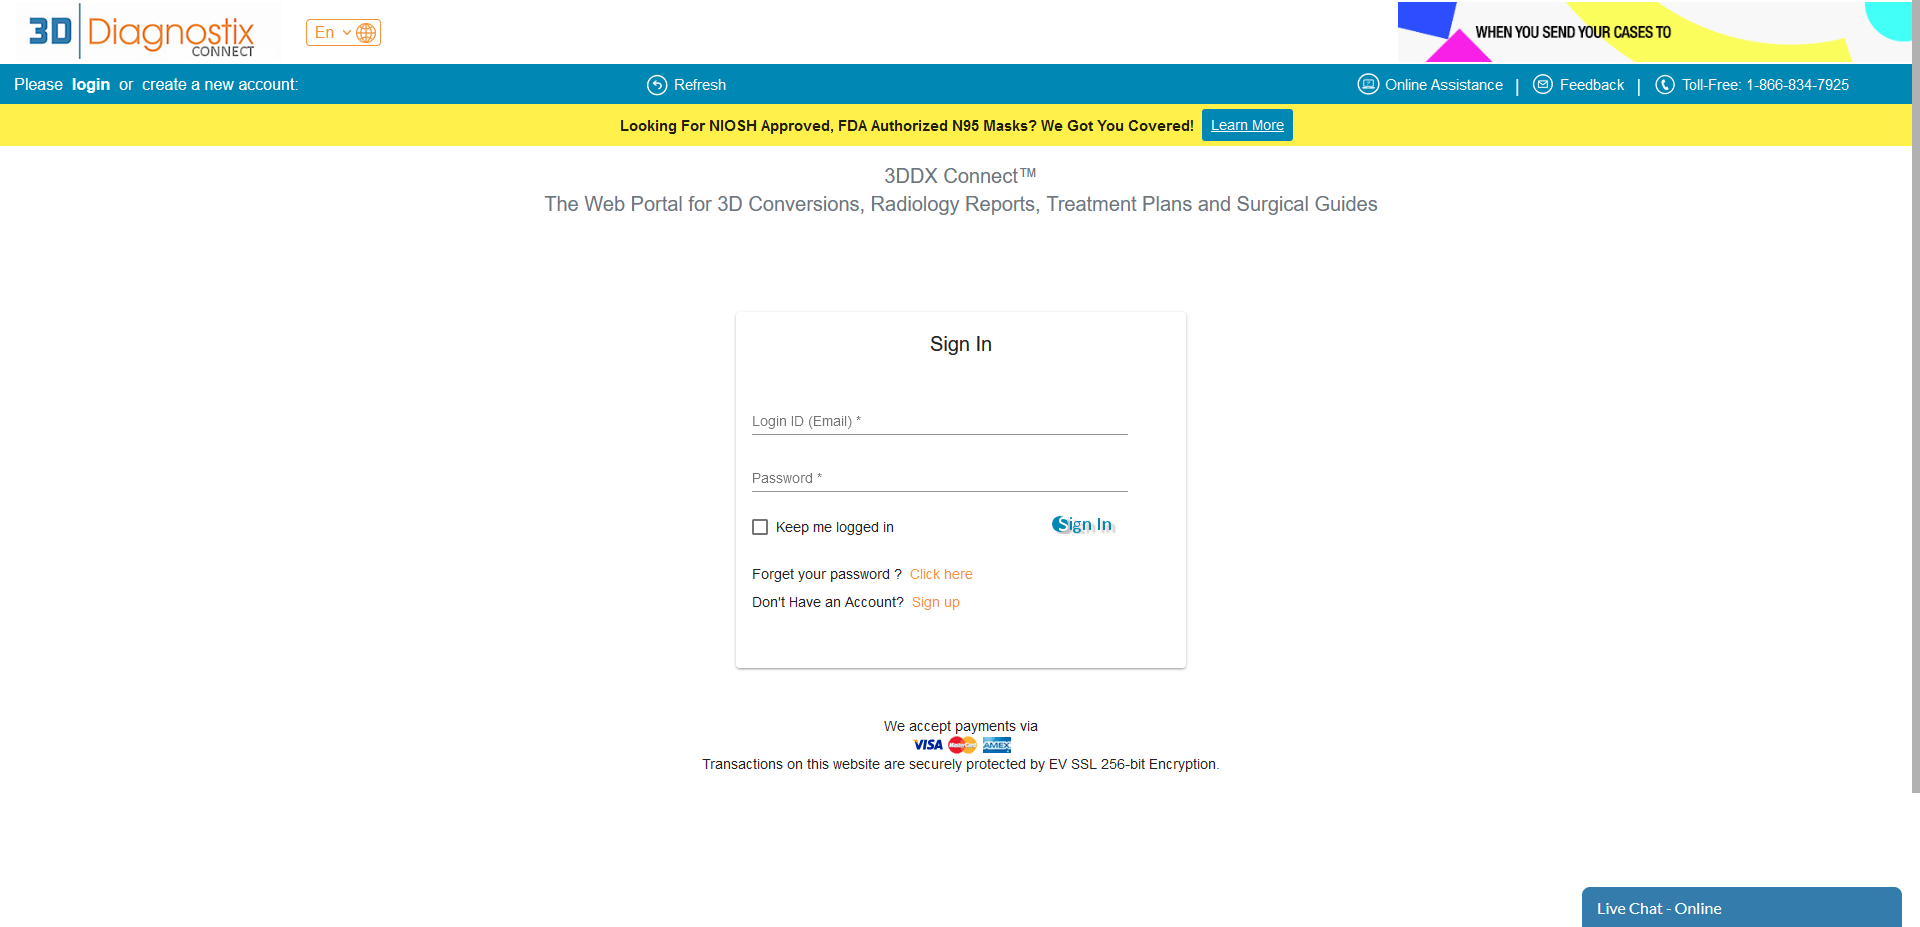 3D Diagnostix
CONNECT
En
WHEN YOU SEND YOUR CASES TO
Please login or create a new account:
Refresh
Online Assistance | Feedback | Toll-Free: 1-866-834-7925
Looking For NIOSH Approved, FDA Authorized N95 Masks? We Got You Covered! Learn More
3DDX Connect™
The Web Portal for 3D Conversions, Radiology Reports, Treatment Plans and Surgical Guides
Sign In
Login ID (Email) *
Password *
Keep me logged in
Sign In
Forget your password ? Click here
Don't Have an Account? Sign up
We accept payments via
VISA MasterCard AMEX
Transactions on this website are securely protected by EV SSL 256-bit Encryption.
Live Chat - Online